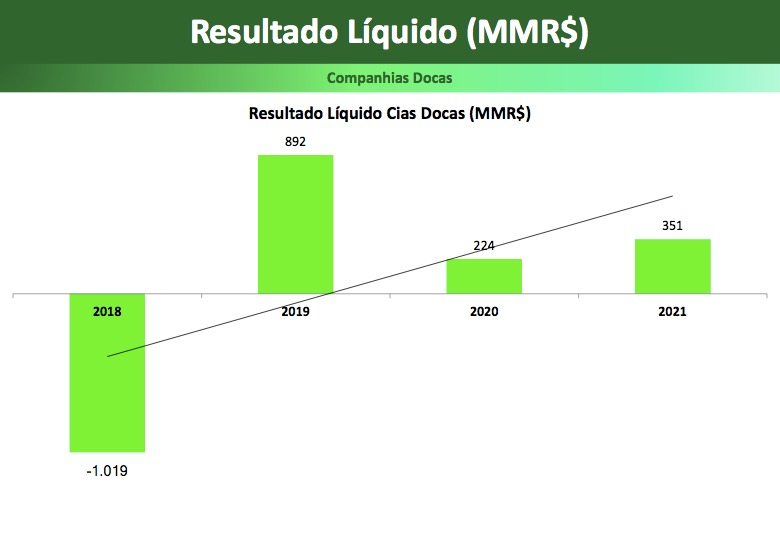 Resultado Líquido (MMR$)
Companhias Docas
Resultado Líquido Cias Docas (MMR$)
892
351
224
2018
2019
2020
2021
-1.019